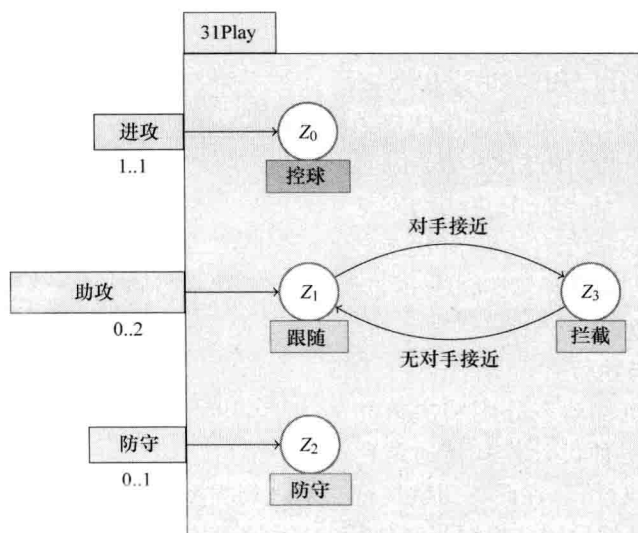 31Play
进攻
1..1
Z0
控球
对手接近
助攻
0..2
Z1
跟随
Z3
拦截
无对手接近
防守
0..1
Z2
防守